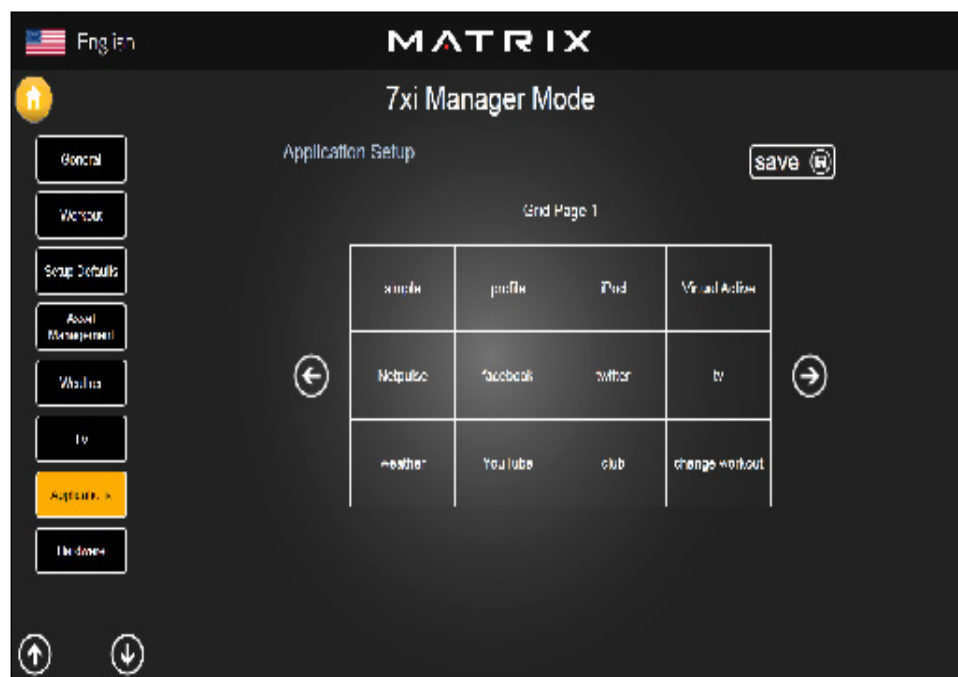 English
MATRIX
7xi Manager Mode
General
Application Setup
save
Workout
Grid Page 1
Setup Defaults
simple profile iPod Virtual Active
Asset
Management
Weather
Netpulse facebook twitter tv
TV
weather YouTube club change workout
Applications
Hardware